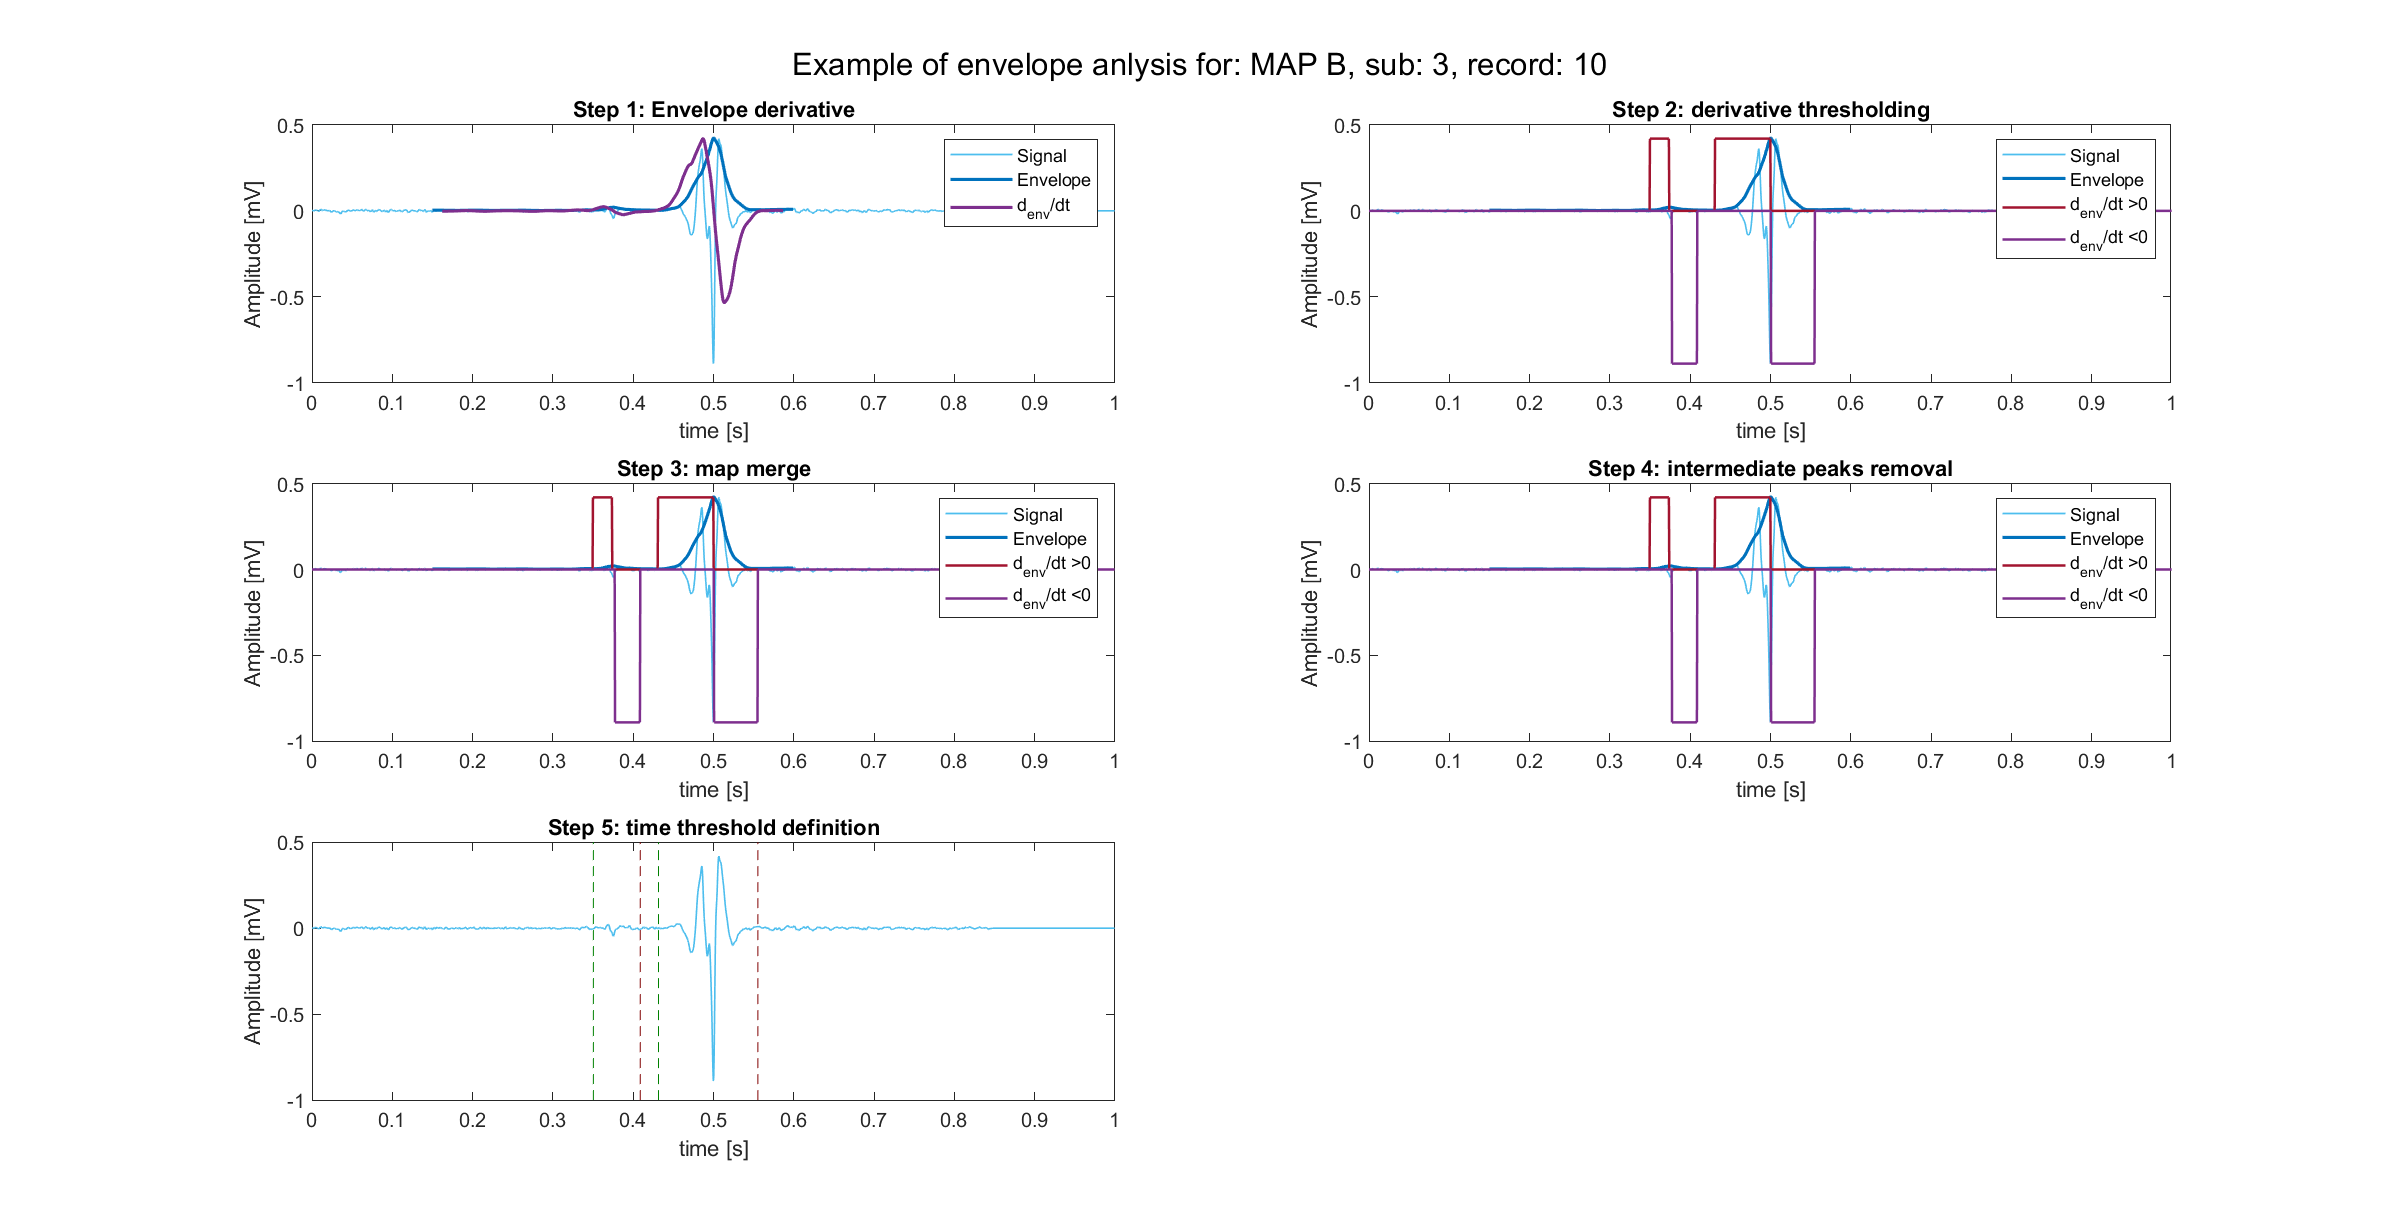 Example of envelope anlysis for: MAP B, sub: 3, record: 10
Step 1: Envelope derivative
0.5
0
-0.5
-1
Amplitude [mV]
0 0.1 0.2 0.3 0.4 0.5 0.6 0.7 0.8 0.9 1
time [s]
Signal
Envelope
d_env/dt
Step 2: derivative thresholding
0.5
0
-0.5
-1
Amplitude [mV]
0 0.1 0.2 0.3 0.4 0.5 0.6 0.7 0.8 0.9 1
time [s]
Signal
Envelope
d_env/dt >0
d_env/dt <0
Step 3: map merge
0.5
0
-0.5
-1
Amplitude [mV]
0 0.1 0.2 0.3 0.4 0.5 0.6 0.7 0.8 0.9 1
time [s]
Signal
Envelope
d_env/dt >0
d_env/dt <0
Step 4: intermediate peaks removal
0.5
0
-0.5
-1
Amplitude [mV]
0 0.1 0.2 0.3 0.4 0.5 0.6 0.7 0.8 0.9 1
time [s]
Signal
Envelope
d_env/dt >0
d_env/dt <0
Step 5: time threshold definition
0.5
0
-0.5
-1
Amplitude [mV]
0 0.1 0.2 0.3 0.4 0.5 0.6 0.7 0.8 0.9 1
time [s]